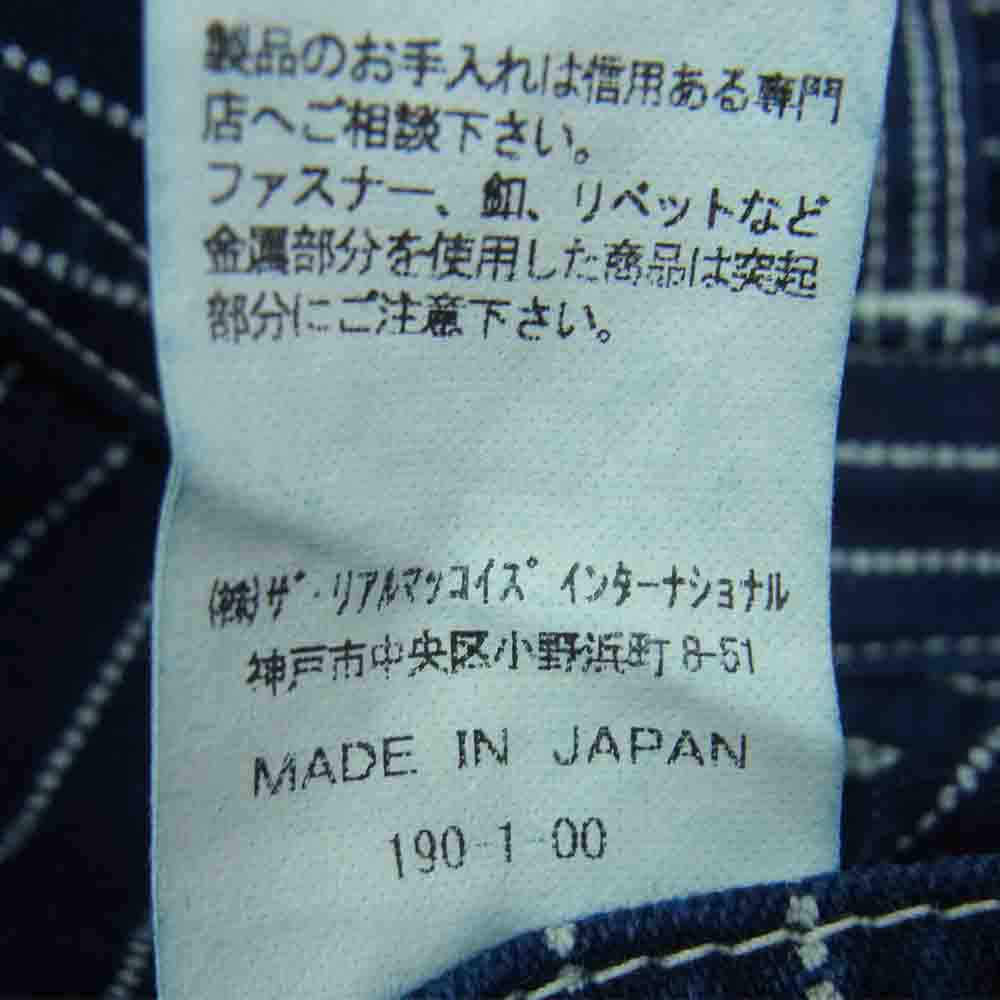 製品のお手入れは信用ある専門
店へご相談下さい。
ファスナー、釦、リベットなど
金属部分を使用した商品は突起
部分にご注意下さい。
(株)ザ・リアルマッコイズ インターナショナル
神戸市中央区小野浜町 8-51
MADE IN JAPAN
190-1-00